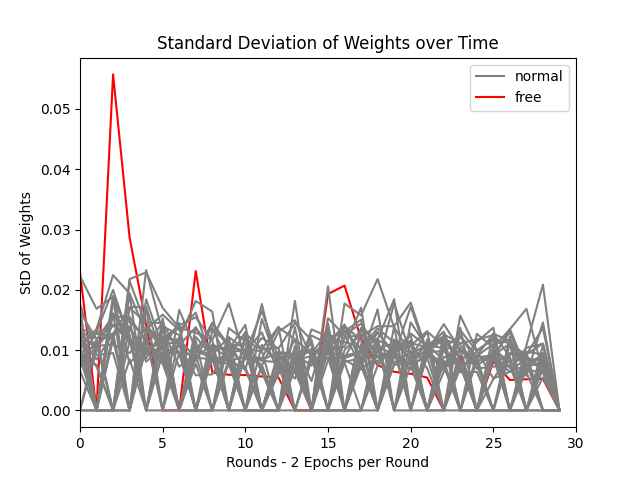 Standard Deviation of Weights over Time
normal
free
StD of Weights
0.05
0.04
0.03
0.02
0.01
0.00
0 5 10 15 20 25 30
Rounds - 2 Epochs per Round